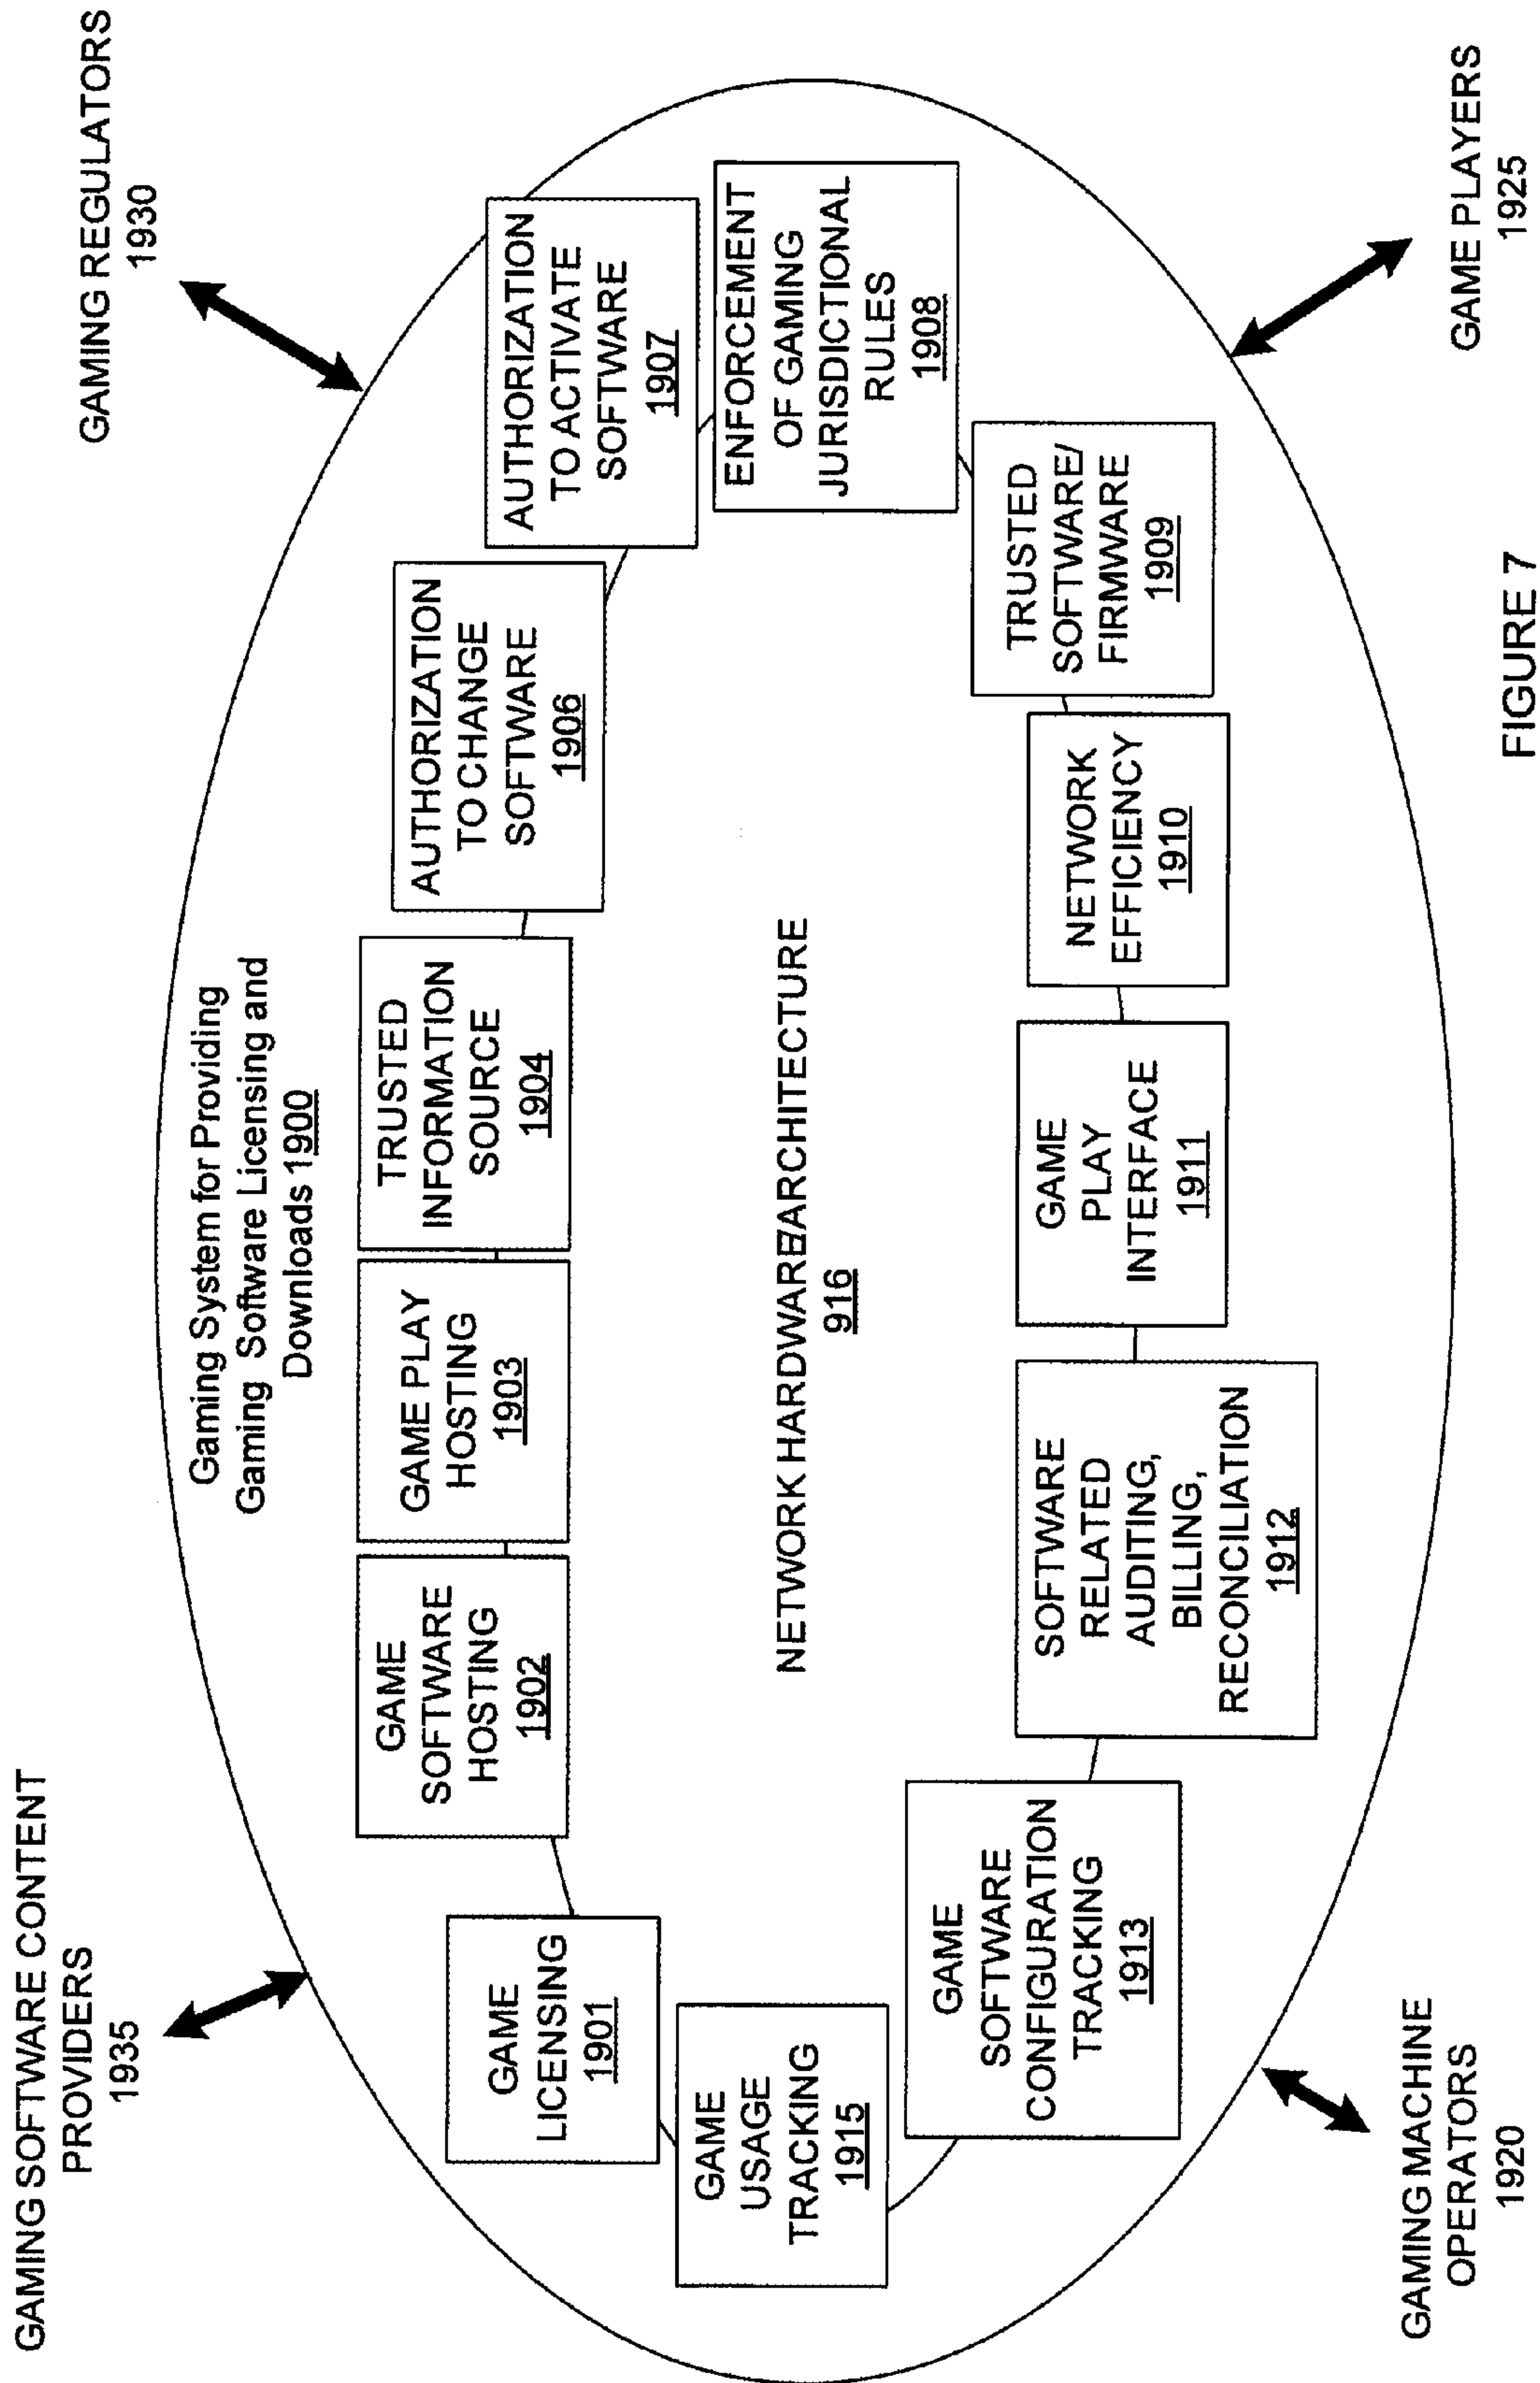 GAMING SOFTWARE CONTENT
PROVIDERS
1935
GAMING REGULATORS
1930
Gaming System for Providing
Gaming Software Licensing and
Downloads 1900
GAME
LICENSING
1901
GAME
SOFTWARE
HOSTING
1902
GAME PLAY
HOSTING
1903
TRUSTED
INFORMATION
SOURCE
1904
AUTHORIZATION
TO CHANGE
SOFTWARE
1906
AUTHORIZATION
TO ACTIVATE
SOFTWARE
1907
ENFORCEMENT
OF GAMING
JURISDICTIONAL
RULES
1908
TRUSTED
SOFTWARE/
FIRMWARE
1909
NETWORK
EFFICIENCY
1910
GAME
PLAY
INTERFACE
1911
SOFTWARE
RELATED
AUDITING,
BILLING,
RECONCILIATION
1912
GAME
SOFTWARE
CONFIGURATION
TRACKING
1913
GAME
USAGE
TRACKING
1915
NETWORK HARDWARE/ARCHITECTURE
916
GAMING MACHINE
OPERATORS
1920
GAME PLAYERS
1925
FIGURE 7